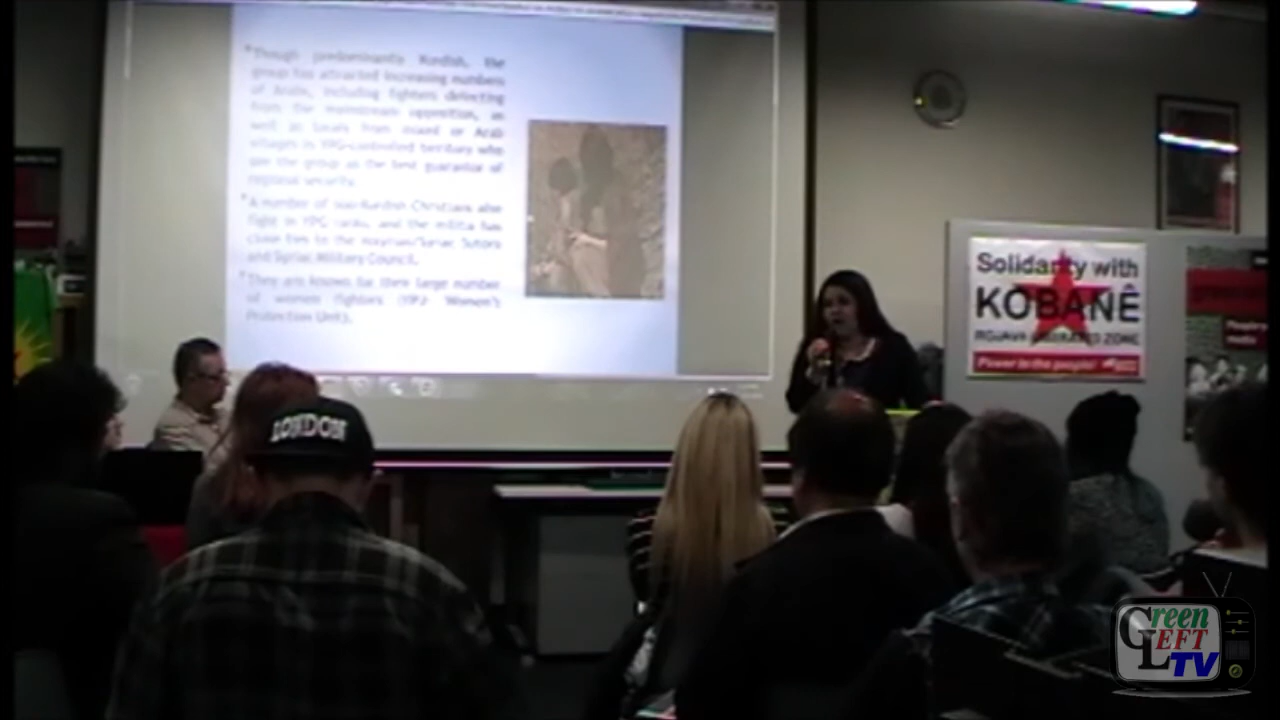 Though predominantly Kurdish, the
group has attracted increasing numbers
of Arabs, including fighters defecting
from the mainstream opposition, as
well as locals from mixed or Arab
villages in YPG-controlled territory who
see the group as the best guarantor of
regional security.
A number of non-Kurdish Christians also
fight in YPG ranks, and the militia has
close ties to the
and Syriac Military Council.
They are known for their large number
of women fighters (YPJ: Women's
Protection Unit).
Solidarity with
KOBANÊ
ZONE
Power to the people!
LONDON
Green
LEFT
TV